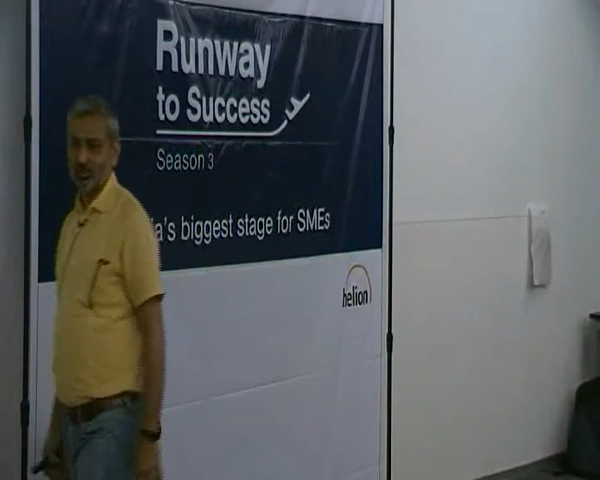 Runway
to Success
Season 3
a's biggest stage for SMEs
helion